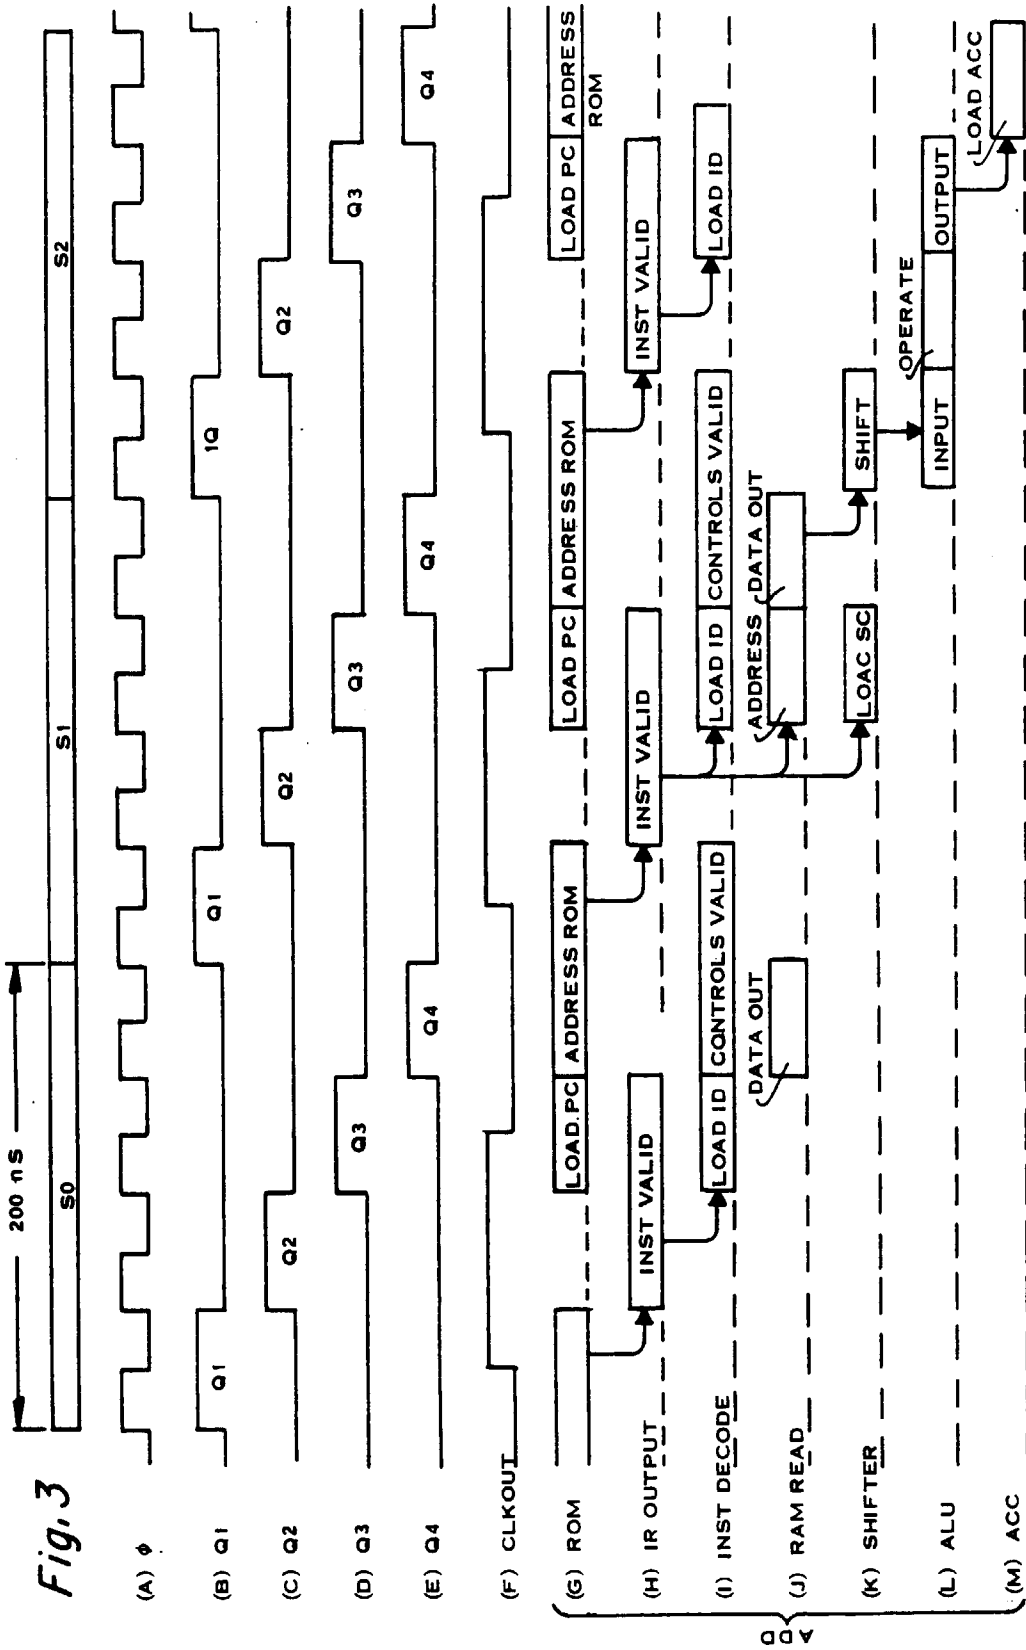 Fig. 3
200 nS
S0 S1 S2
(A) ϕ
(B) Q1 Q1 Q1 1Q
(C) Q2 Q2 Q2 Q2
(D) Q3 Q3 Q3 Q3
(E) Q4 Q4 Q4 Q4
(F) CLKOUT
(G) ROM LOAD.PC ADDRESS ROM LOAD PC ADDRESS ROM LOAD PC ADDRESS
ROM
(H) IR OUTPUT INST VALID INST VALID INST VALID
(I) INST DECODE LOAD ID CONTROLS VALID LOAD ID CONTROLS VALID LOAD ID
DATA OUT ADDRESS DATA OUT
(J) RAM READ
(K) SHIFTER LOAC SC SHIFT
OPERATE
(L) ALU INPUT OUTPUT
LOAD ACC
(M) ACC
ADD